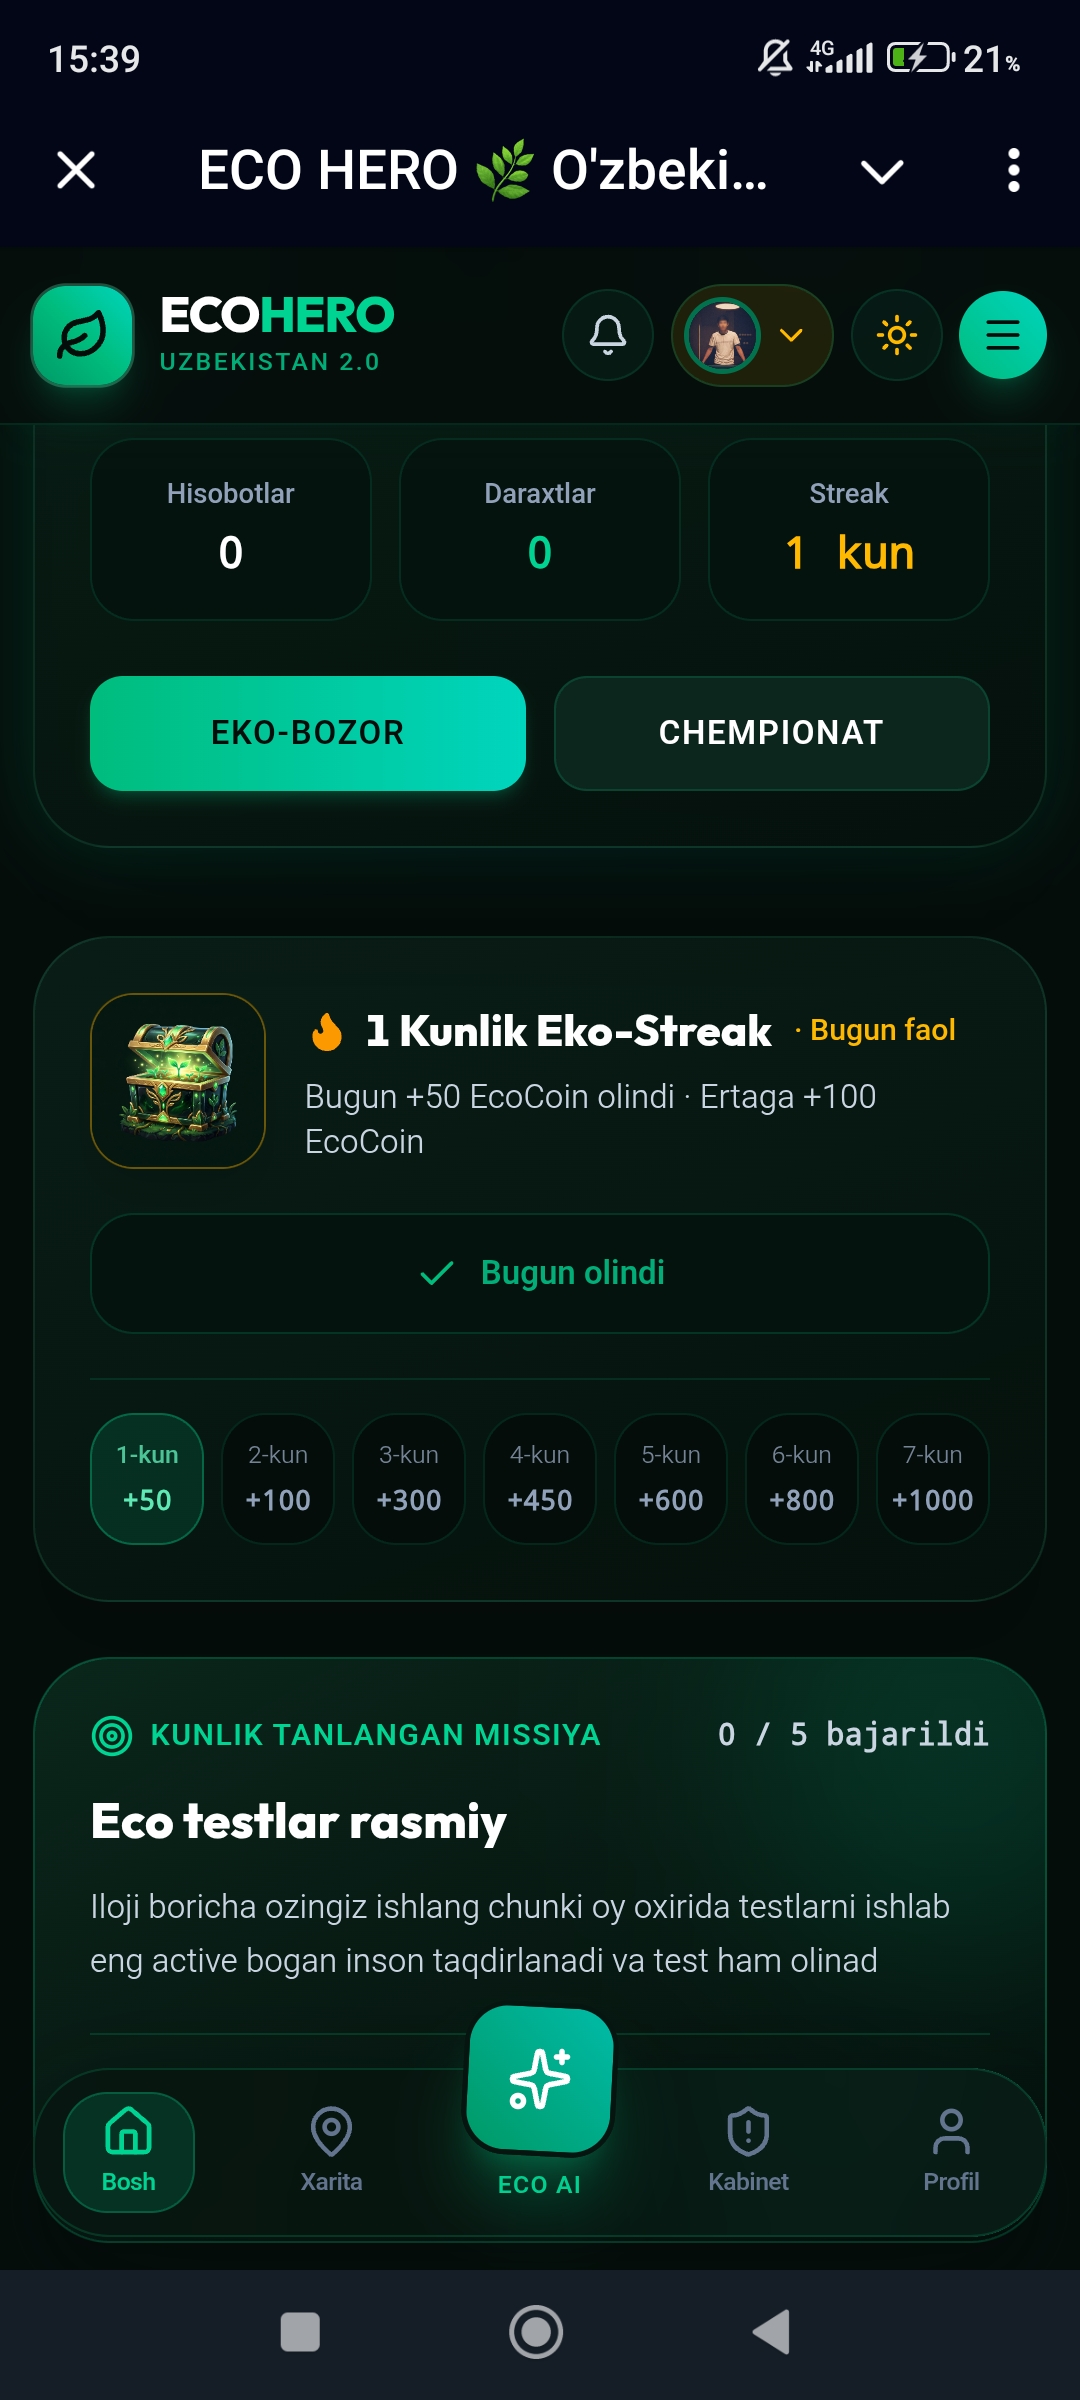 15:39
4G
21%
ECO HERO 🌿 O'zbeki...
ECOHERO
UZBEKISTAN 2.0
Hisobotlar
0
Daraxtlar
0
Streak
1 kun
EKO-BOZOR
CHEMPIONAT
1 Kunlik Eko-Streak · Bugun faol
Bugun +50 EcoCoin olindi · Ertaga +100
EcoCoin
Bugun olindi
1-kun
+50
2-kun
+100
3-kun
+300
4-kun
+450
5-kun
+600
6-kun
+800
7-kun
+1000
KUNLIK TANLANGAN MISSIYA
0 / 5 bajarildi
Eco testlar rasmiy
Iloji boricha ozingiz ishlang chunki oy oxirida testlarni ishlab
eng active bogan inson taqdirlanadi va test ham olinad
Bosh
Xarita
ECO AI
Kabinet
Profil